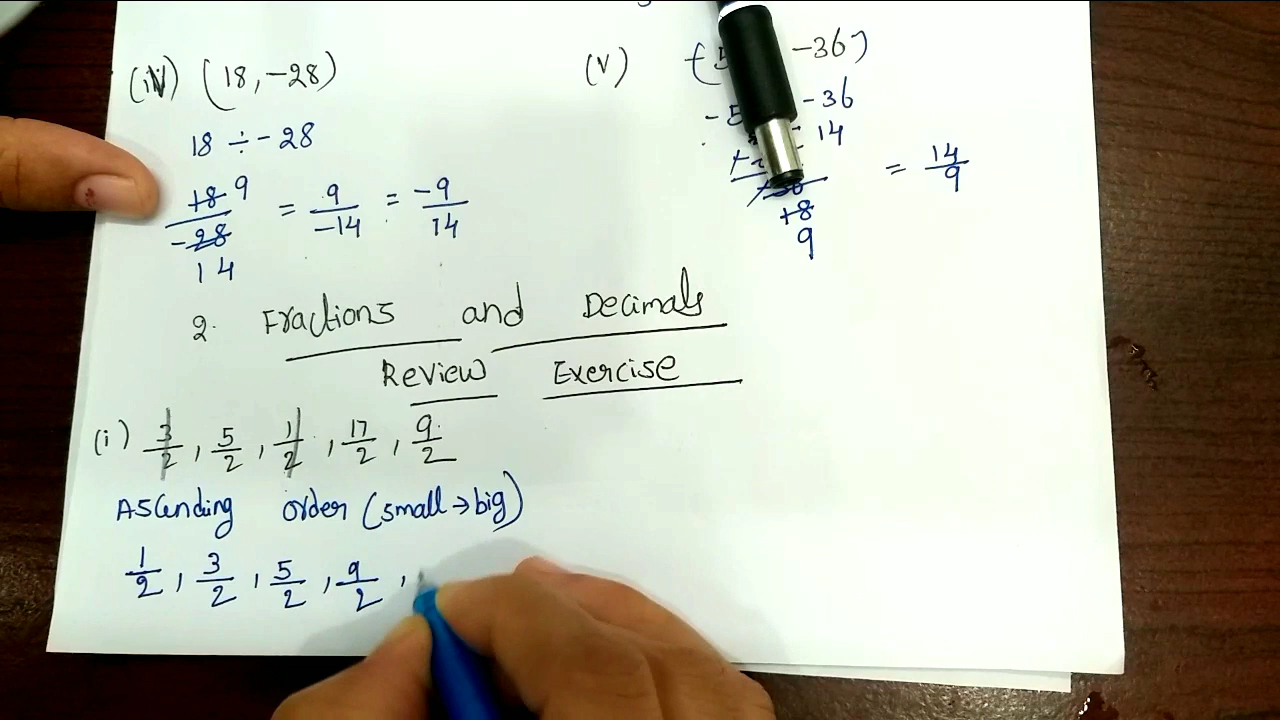 (iv) (18, -28)
18 ÷ -28
18 9
-28
14
= 9/-14 = -9/14
(v) -36)
-36
14
18
9
= 14/9
2. Fractions and Decimals
Review Exercise
(i) 3/2, 5/2, 1/2, 17/2, 9/2
Ascending order (small→big)
1/2, 3/2, 5/2, 9/2,